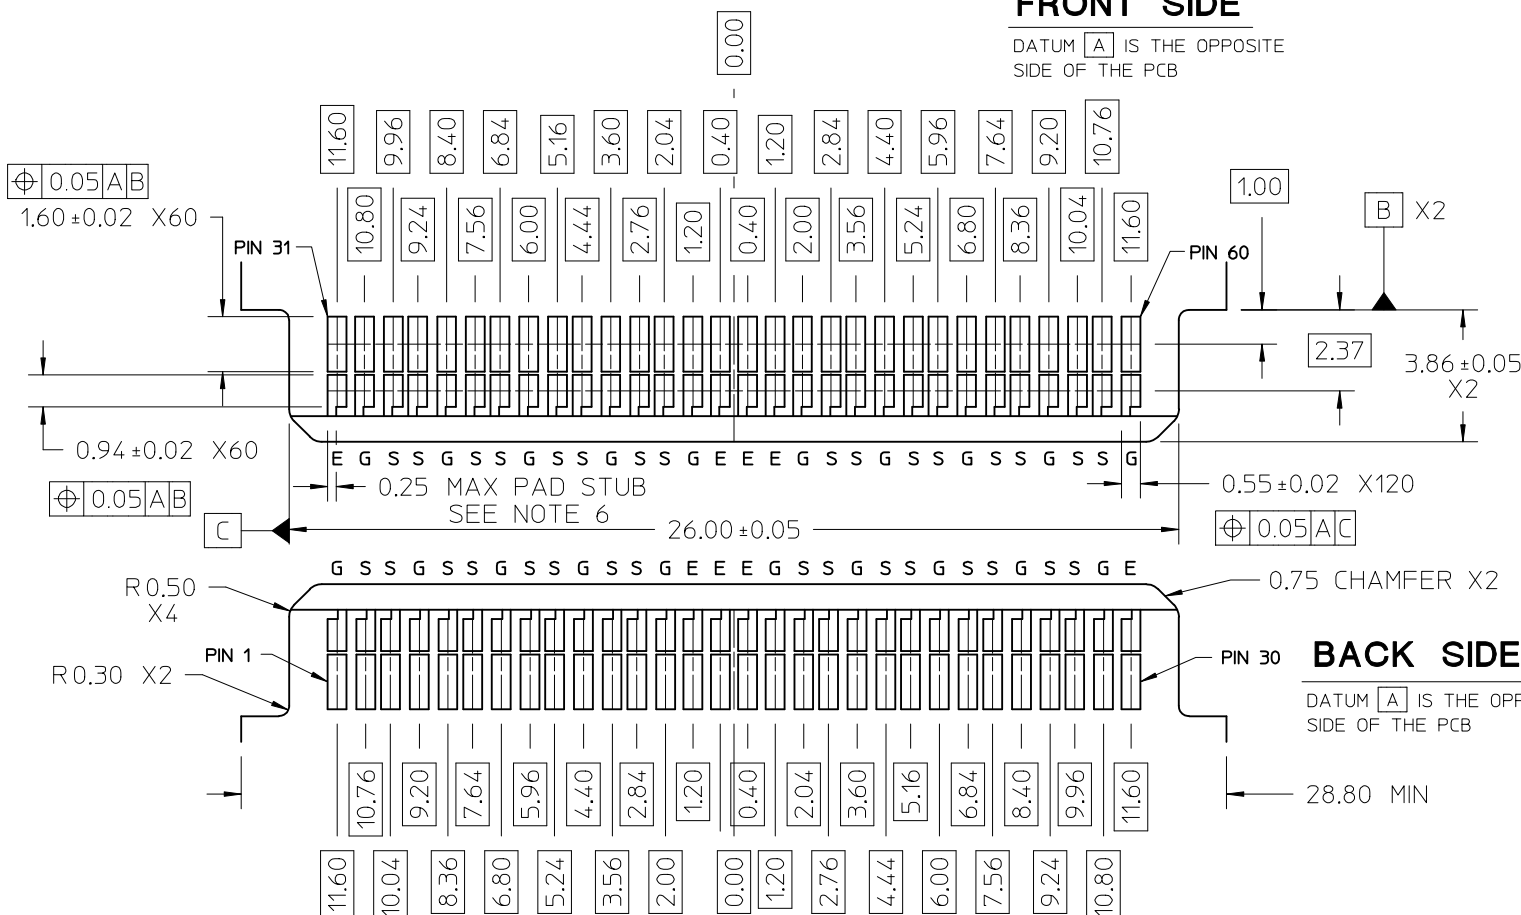 FRONT SIDE
DATUM A IS THE OPPOSITE
SIDE OF THE PCB
0.00
11.60 9.96 8.40 6.84 5.16 3.60 2.04 0.40 1.20 2.84 4.40 5.96 7.64 9.20 10.76
10.80 9.24 7.56 6.00 4.44 2.76 1.20 0.40 2.00 3.56 5.24 6.80 8.36 10.04 11.60
⌖ 0.05 A B
1.60±0.02 X60
1.00
B X2
PIN 31
PIN 60
2.37
3.86±0.05
X2
0.94±0.02 X60
⌖ 0.05 A B
E G S S G S S G S S G S S G E E E G S S G S S G S S G S S G
0.25 MAX PAD STUB
SEE NOTE 6
0.55±0.02 X120
⌖ 0.05 A C
C
26.00±0.05
G S S G S S G S S G S S G E E E G S S G S S G S S G S S G E
R0.50
X4
0.75 CHAMFER X2
R0.30 X2
PIN 1
PIN 30
BACK SIDE
DATUM A IS THE OPP
SIDE OF THE PCB
10.76 9.20 7.64 5.96 4.40 2.84 1.20 0.40 2.04 3.60 5.16 6.84 8.40 9.96 11.60
28.80 MIN
11.60 10.04 8.36 6.80 5.24 3.56 2.00 0.00 1.20 2.76 4.44 6.00 7.56 9.24 10.80